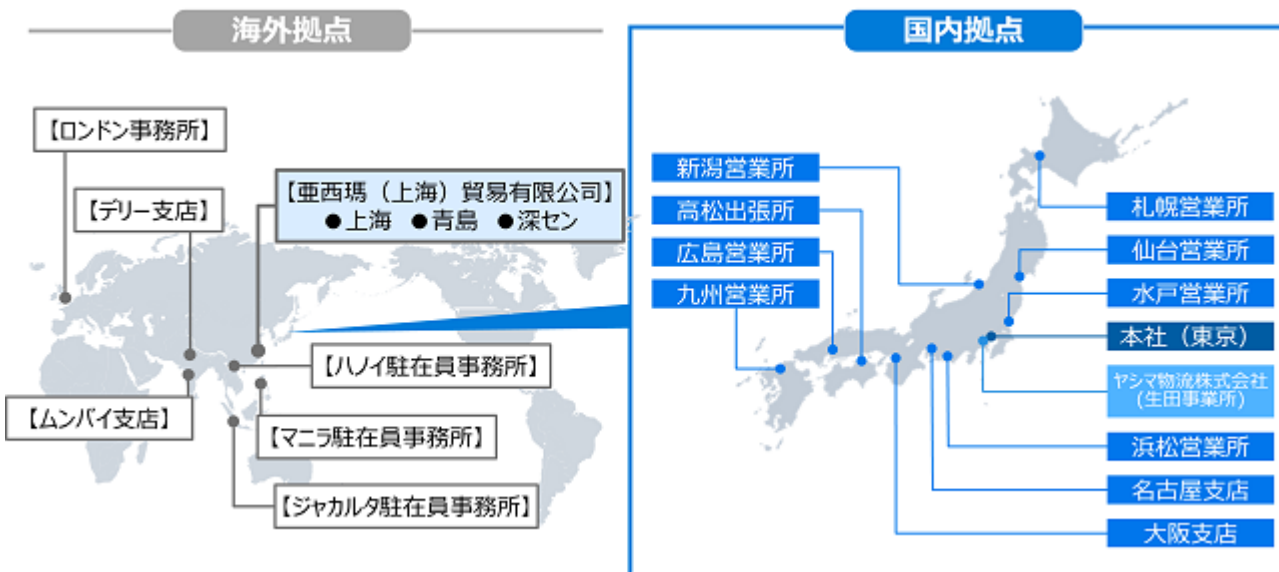 海外拠点
【ロンドン事務所】
【デリー支店】
【亜西瑪（上海）貿易有限公司】
●上海 ●青島 ●深セン
【ハノイ駐在員事務所】
【ムンバイ支店】
【マニラ駐在員事務所】
【ジャカルタ駐在員事務所】
国内拠点
新潟営業所
高松出張所
広島営業所
九州営業所
札幌営業所
仙台営業所
水戸営業所
本社（東京）
ヤシマ物流株式会社
(生田事業所)
浜松営業所
名古屋支店
大阪支店